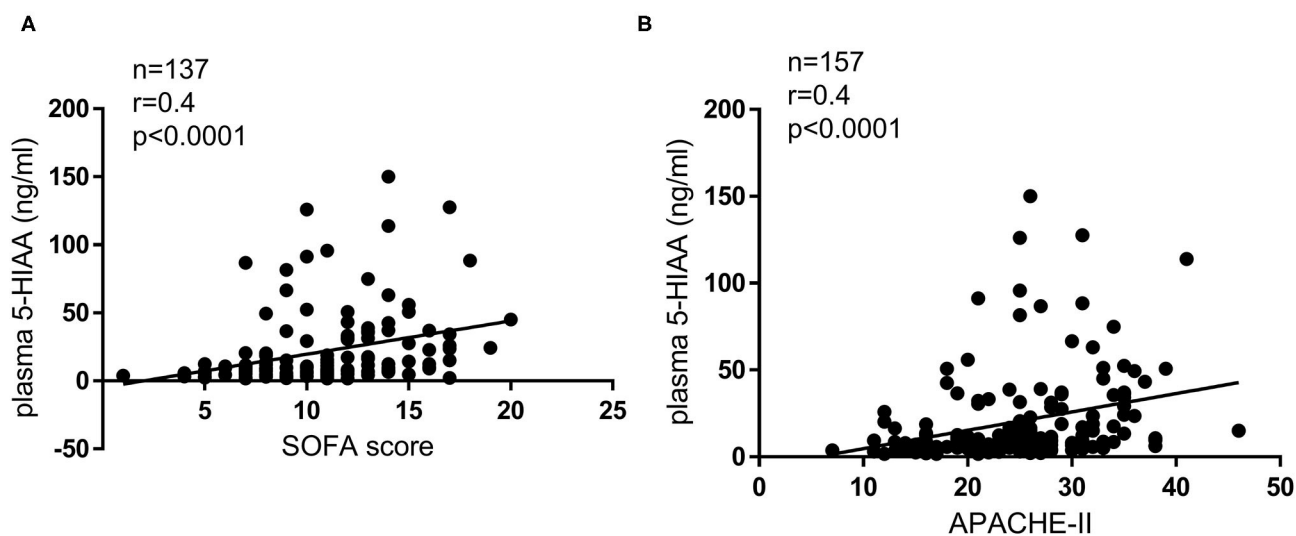 A
n=137
r=0.4
p<0.0001
200
150
100
50
0
-50
plasma 5-HIAA (ng/ml)
5
10
15
20
25
SOFA score
B
n=157
r=0.4
p<0.0001
200
150
100
50
0
plasma 5-HIAA (ng/ml)
0
10
20
30
40
50
APACHE-II